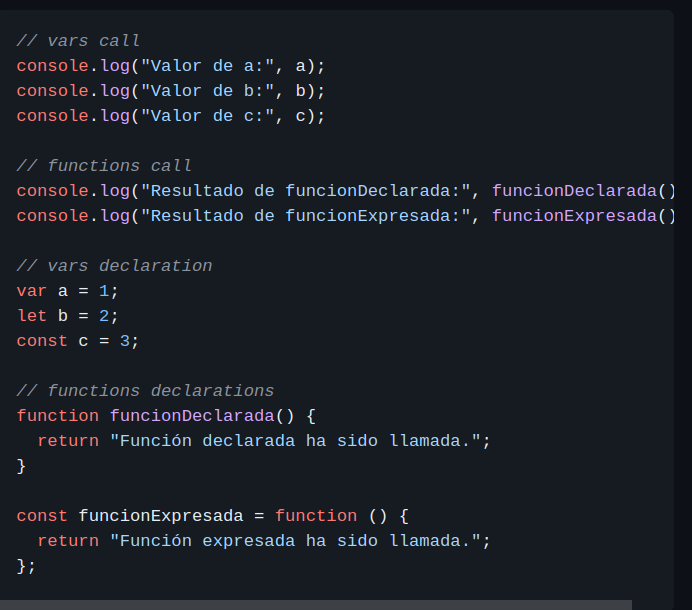 // vars call
console.log("Valor de a:", a);
console.log("Valor de b:", b);
console.log("Valor de c:", c);
// functions call
console.log("Resultado de funcionDeclarada:", funcionDeclarada()
console.log("Resultado de funcionExpresada:", funcionExpresada()
// vars declaration
var a = 1;
let b = 2;
const c = 3;
// functions declarations
function funcionDeclarada() {
  return "Función declarada ha sido llamada.";
}
const funcionExpresada = function () {
  return "Función expresada ha sido llamada.";
};